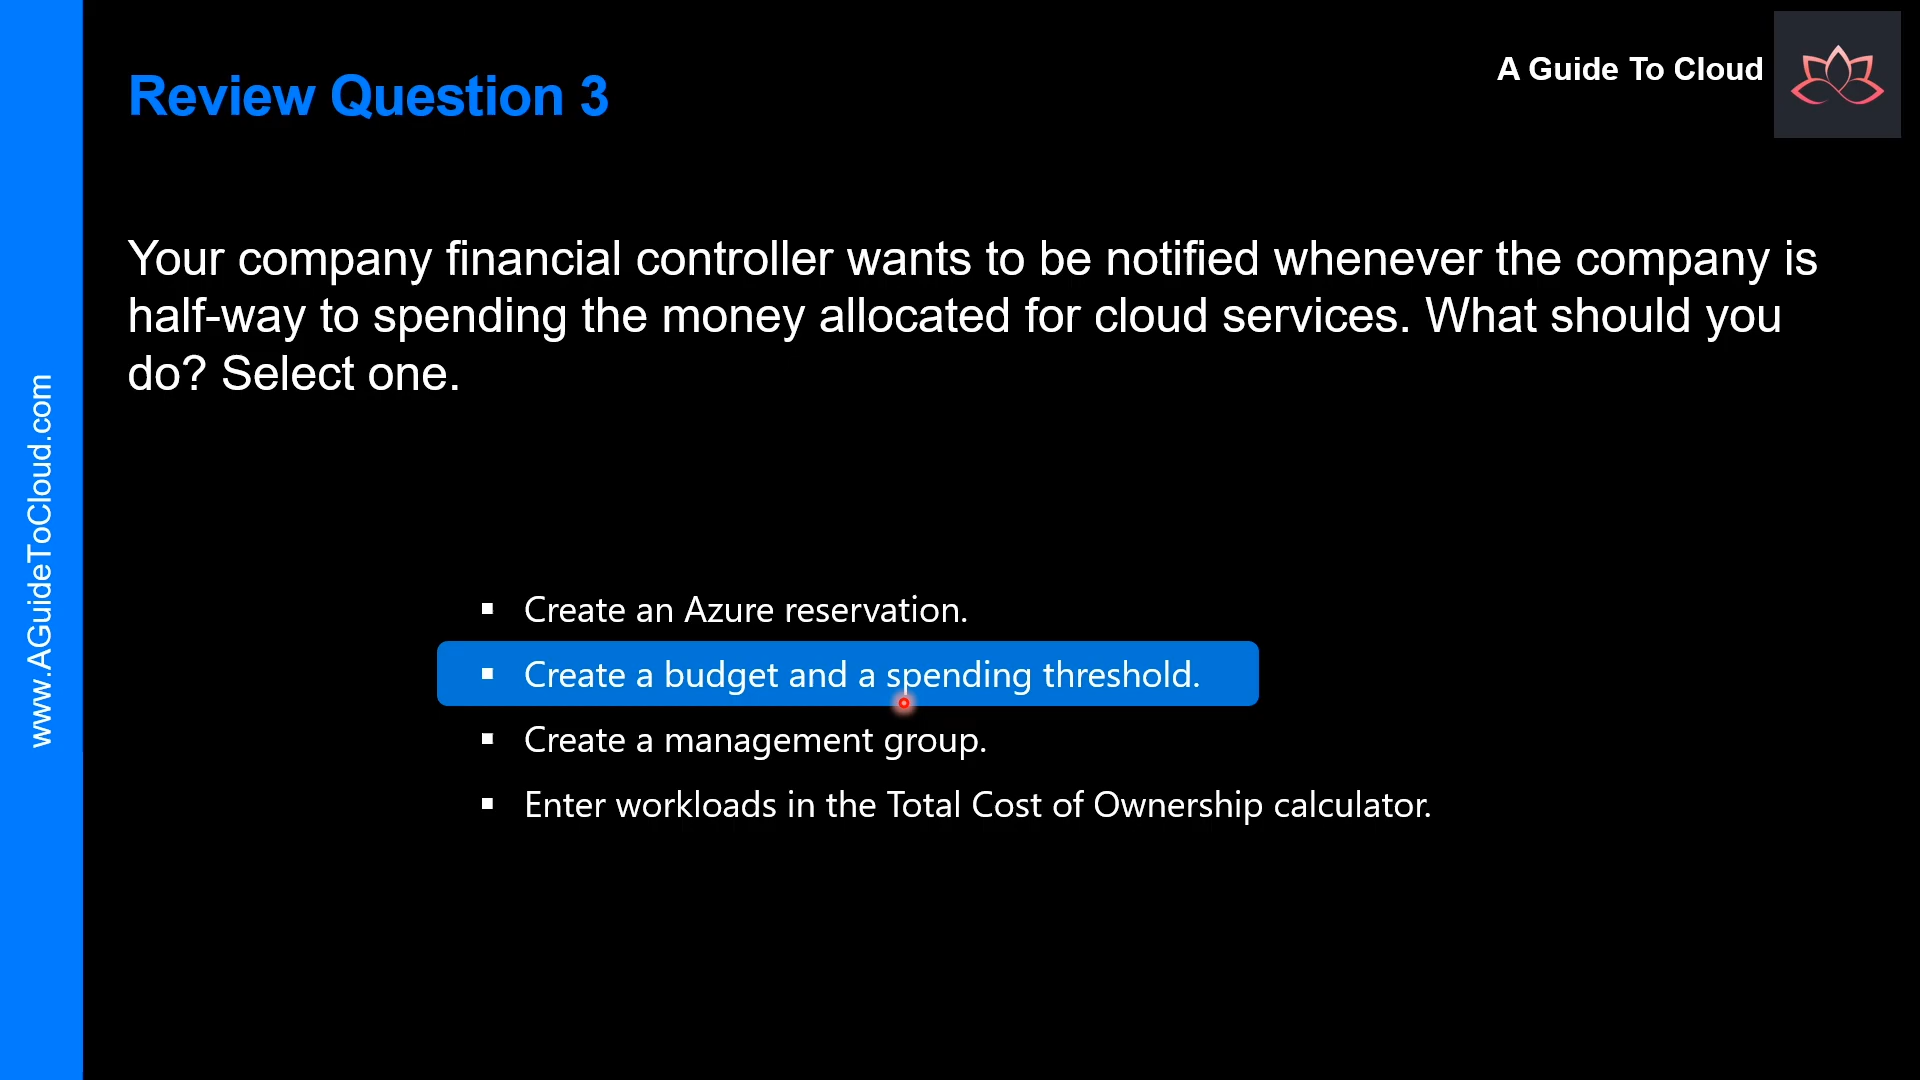 Review Question 3
A Guide To Cloud
www.AGuideToCloud.com
Your company financial controller wants to be notified whenever the company is
half-way to spending the money allocated for cloud services. What should you
do? Select one.
▪ Create an Azure reservation.
▪ Create a budget and a spending threshold.
▪ Create a management group.
▪ Enter workloads in the Total Cost of Ownership calculator.